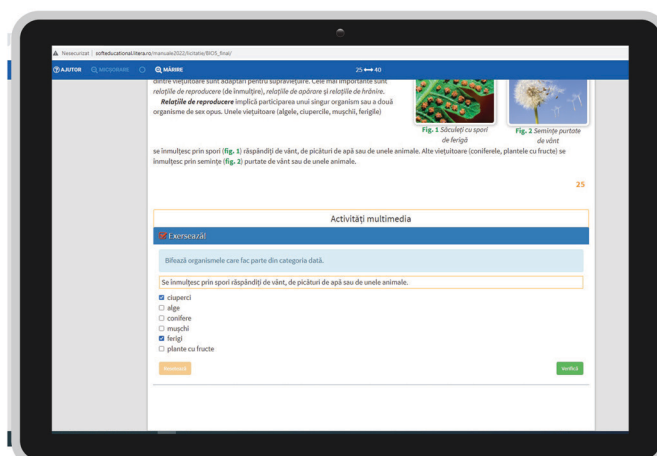 Nesecurizat | softeducational.litera.ro/manuale2022/licitatie/BIO5_final/
AJUTOR MICȘORARE MĂRIRE 25 40
dintre viețuitoare sunt adaptări pentru supraviețuire. Cele mai importante sunt
relațiile de reproducere (de înmulțire), relațiile de apărare și relațiile de hrănire.
Relațiile de reproducere implică participarea unui singur organism sau a două
organisme de sex opus. Unele viețuitoare (algele, ciupercile, mușchii, ferigile)
Fig. 1 Săculeți cu spori
de ferigă
Fig. 2 Semințe purtate
de vânt
se înmulțesc prin spori (fig. 1) răspândiți de vânt, de picături de apă sau de unele animale. Alte viețuitoare (coniferele, plantele cu fructe) se
înmulțesc prin semințe (fig. 2) purtate de vânt sau de unele animale.
25
Activități multimedia
Exersează!
Bifează organismele care fac parte din categoria dată.
Se înmulțesc prin spori răspândiți de vânt, de picături de apă sau de unele animale.
ciuperci
alge
conifere
mușchi
ferigi
plante cu fructe
Verifică